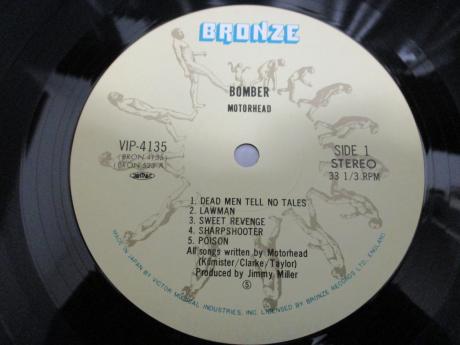 BRONZE
BOMBER
MOTORHEAD
VIP-4135
(BRON 4135)
(BRON 523 A)
SIDE 1
STEREO
33 1/3 RPM
1. DEAD MEN TELL NO TALES
2. LAWMAN
3. SWEET REVENGE
4. SHARPSHOOTER
5. POISON
All songs written by Motorhead
(Kilmister/Clarke/Taylor)
Produced by Jimmy Miller
S
MADE IN JAPAN BY VICTOR MUSICAL INDUSTRIES, INC. LICENSED BY BRONZE RECORDS LTD., ENGLAND